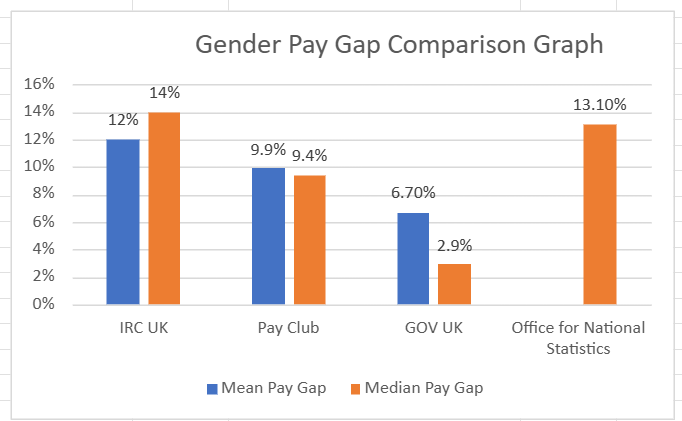 Gender Pay Gap Comparison Graph
16%
14%
12%
10%
8%
6%
4%
2%
0%
12%
14%
9.9%
9.4%
6.70%
2.9%
13.10%
IRC UK
Pay Club
GOV UK
Office for National
Statistics
Mean Pay Gap
Median Pay Gap